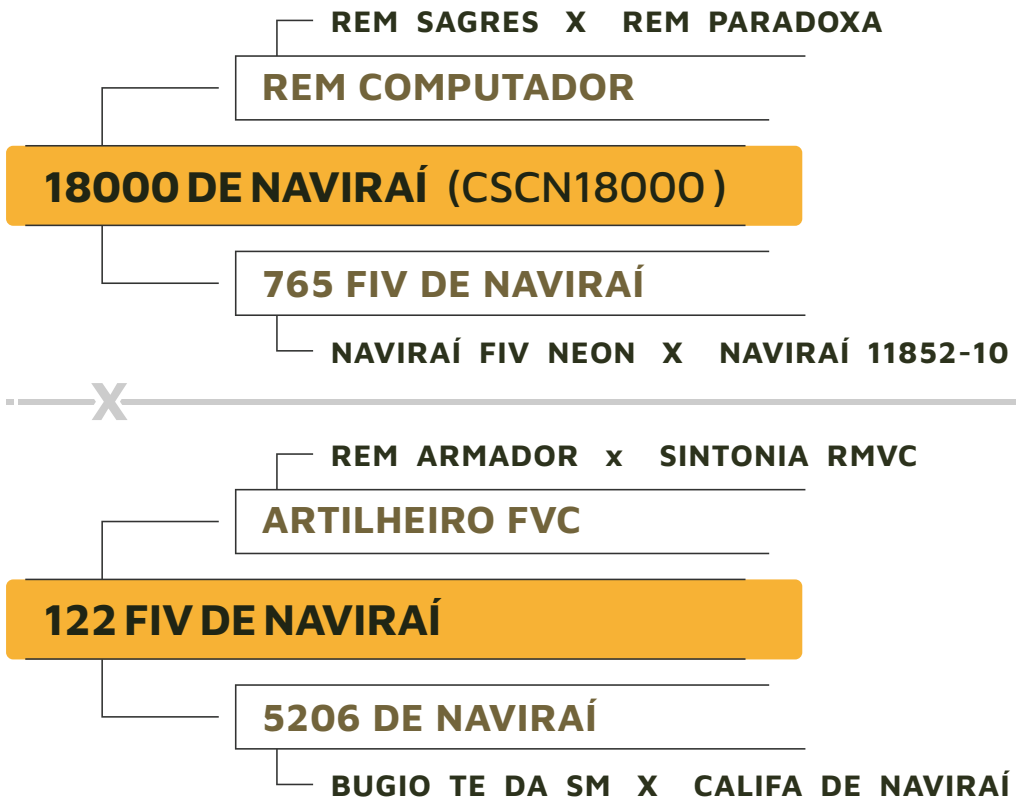 REM SAGRES X REM PARADOXA
REM COMPUTADOR
18000 DE NAVIRAÍ (CSCN18000 )
765 FIV DE NAVIRAÍ
NAVIRAÍ FIV NEON X NAVIRAÍ 11852-10
X
REM ARMADOR x SINTONIA RMVC
ARTILHEIRO FVC
122 FIV DE NAVIRAÍ
5206 DE NAVIRAÍ
BUGIO TE DA SM X CALIFA DE NAVIRAÍ